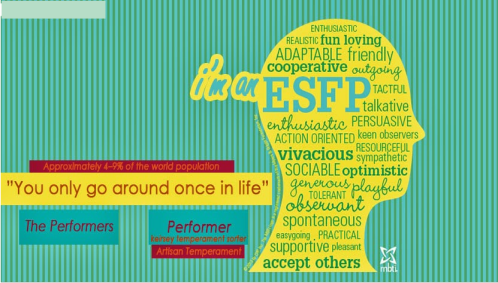 ENTHUSIASTIC
REALISTIC fun loving
ADAPTABLE friendly
cooperative outgoing
i'm an ESFP
TACTFUL
talkative
enthusiastic PERSUASIVE
ACTION ORIENTED keen observers
vivacious RESOURCEFUL
sympathetic
SOCIABLE optimistic
generous playful
TOLERANT
observant
spontaneous
easygoing PRACTICAL
supportive pleasant
accept others
mbti
Approximately 4-9% of the world population
"You only go around once in life"
The Performers
Performer
Keirsey Temperament Sorter
Artisan Temperament